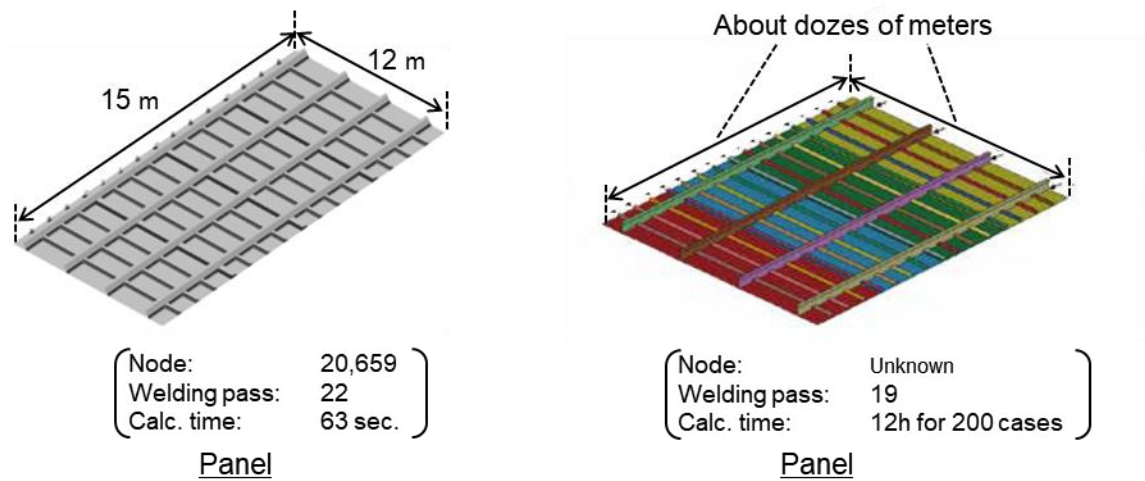 15 m
12 m
Node: 20,659
Welding pass: 22
Calc. time: 63 sec.
Panel
About dozes of meters
Node: Unknown
Welding pass: 19
Calc. time: 12h for 200 cases
Panel